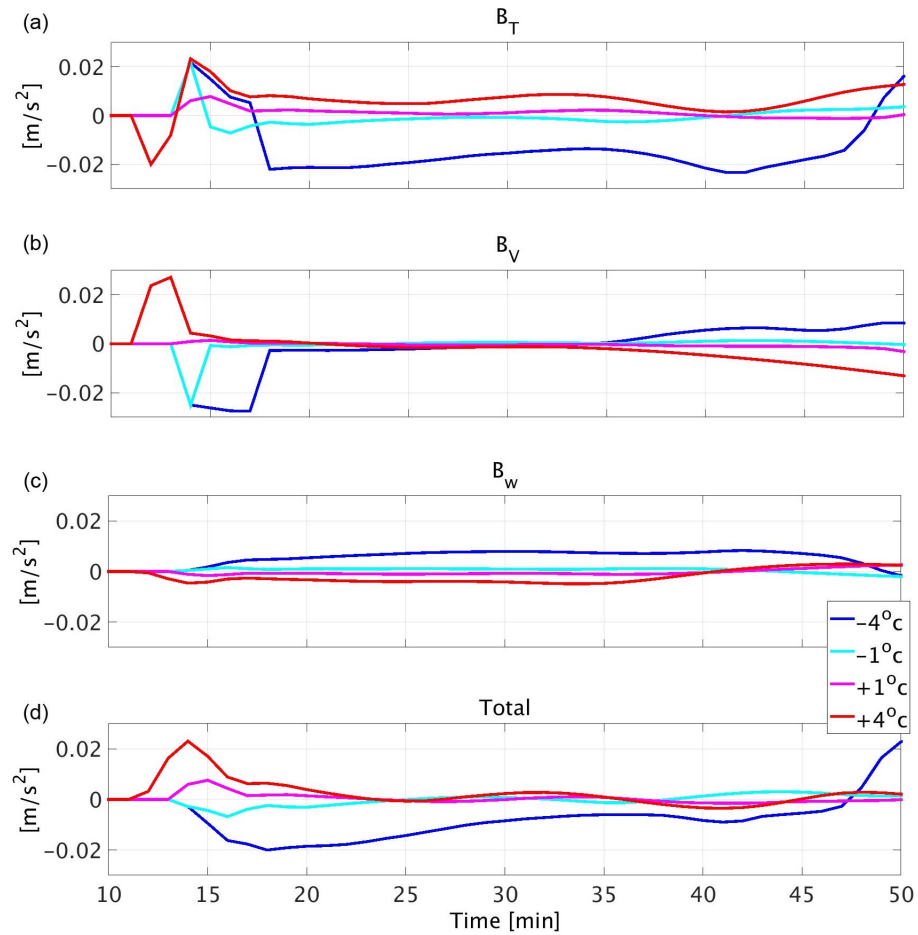 (a)
B_T
[m/s²]
0.02
0
−0.02
(b)
B_V
[m/s²]
0.02
0
−0.02
(c)
B_w
[m/s²]
0.02
0
−0.02
−4°c
−1°c
+1°c
+4°c
(d)
Total
[m/s²]
0.02
0
−0.02
10 15 20 25 30 35 40 45 50
Time [min]